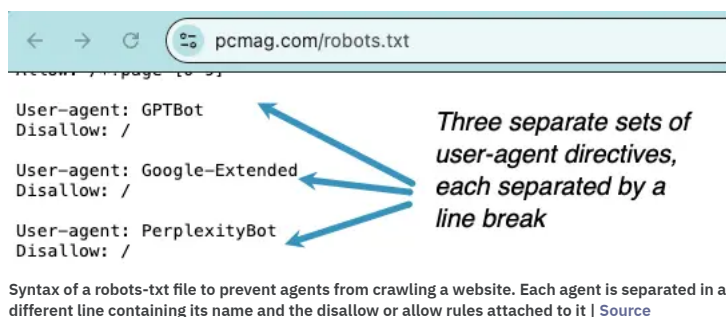 pcmag.com/robots.txt
User-agent: GPTBot
Disallow: /
User-agent: Google-Extended
Disallow: /
User-agent: PerplexityBot
Disallow: /
Three separate sets of
user-agent directives,
each separated by a
line break
Syntax of a robots-txt file to prevent agents from crawling a website. Each agent is separated in a
different line containing its name and the disallow or allow rules attached to it | Source